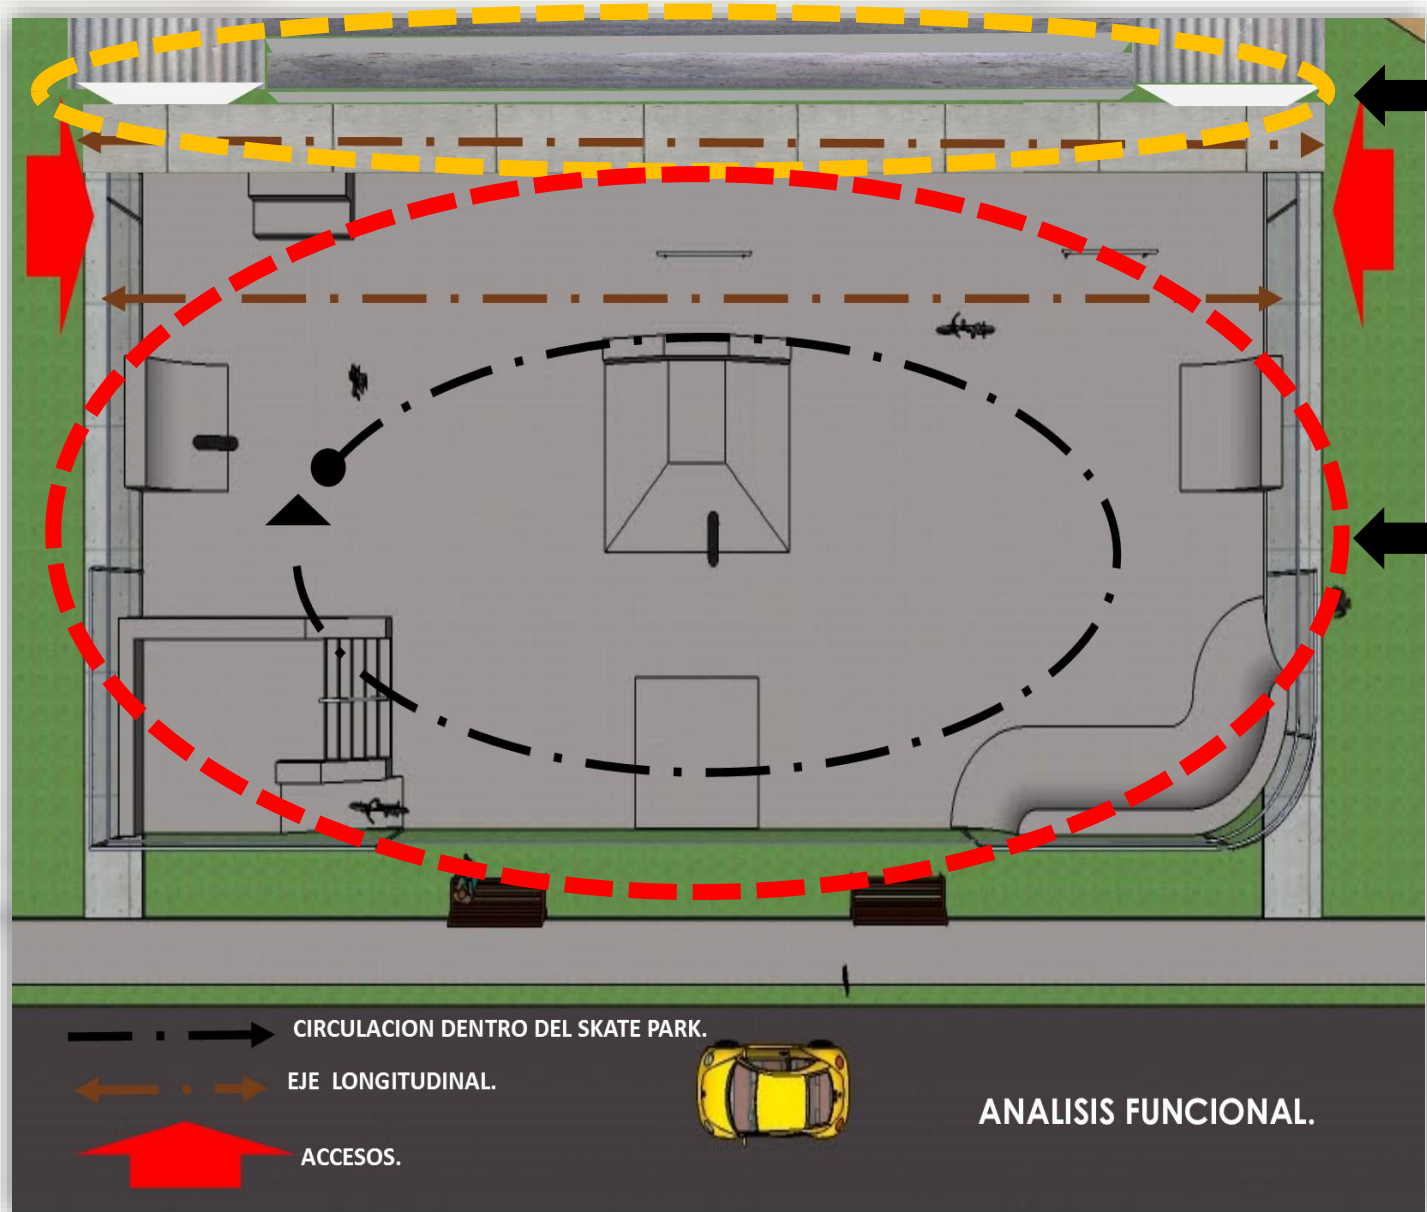 CIRCULACION DENTRO DEL SKATE PARK.
EJE LONGITUDINAL.
ANALISIS FUNCIONAL.
ACCESOS.